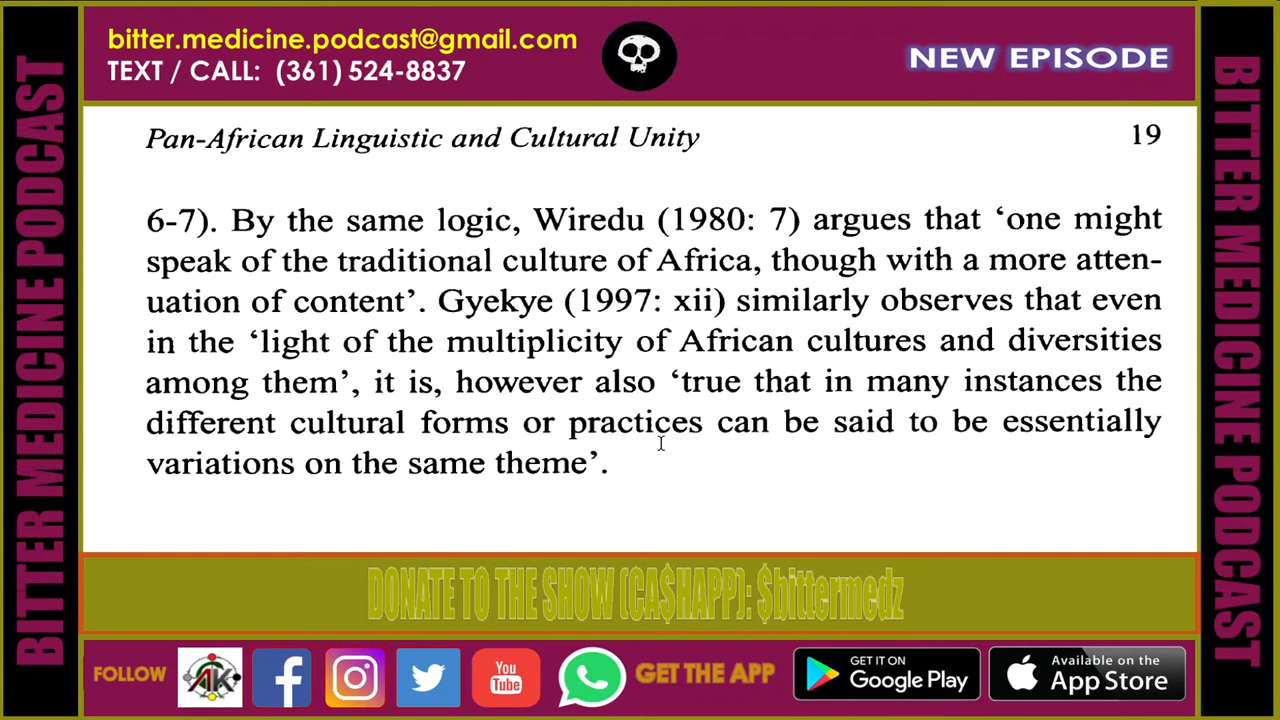 bitter.medicine.podcast@gmail.com
TEXT / CALL: (361) 524-8837
NEW EPISODE
BITTER MEDICINE PODCAST
Pan-African Linguistic and Cultural Unity 19
6-7). By the same logic, Wiredu (1980: 7) argues that ‘one might
speak of the traditional culture of Africa, though with a more atten-
uation of content’. Gyekye (1997: xii) similarly observes that even
in the ‘light of the multiplicity of African cultures and diversities
among them’, it is, however also ‘true that in many instances the
different cultural forms or practices can be said to be essentially
variations on the same theme’.
BITTER MEDICINE PODCAST
DONATE TO THE SHOW (CA$HAPP): $bittermedz
FOLLOW
You
Tube
GET THE APP
GET IT ON
Google Play
Available on the
App Store